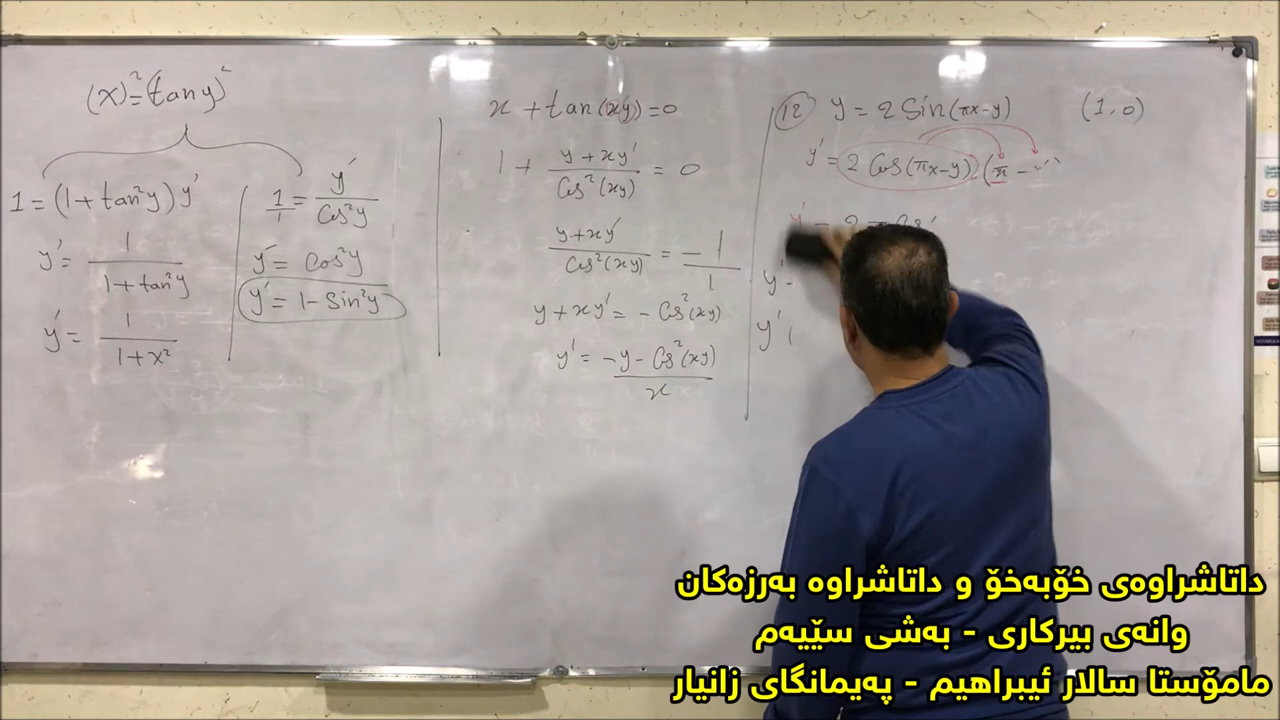 (x)² = (tan y)²
1 = (1+tan²y) y'
y' = 1/(1+tan²y)
y' = 1/(1+x²)
1/1 = y'/Cos²y
y' = Cos²y
y' = 1 - Sin²y
x + tan(xy) = 0
1 + (y+xy')/Cos²(xy) = 0
(y+xy')/Cos²(xy) = -1/1
y + xy' = - Cos²(xy)
y' = (-y - Cos²(xy))/x
12 y = 2 Sin(πx-y) (1,0)
y' = 2 Cos(πx-y) · (π - y')
y'
y'
داتاشراوەی خۆبەخۆ و داتاشراوە بەرزەکان
وانەی بیرکاری - بەشی سێیەم
مامۆستا سالار ئیبراهیم - پەیمانگای زانیار